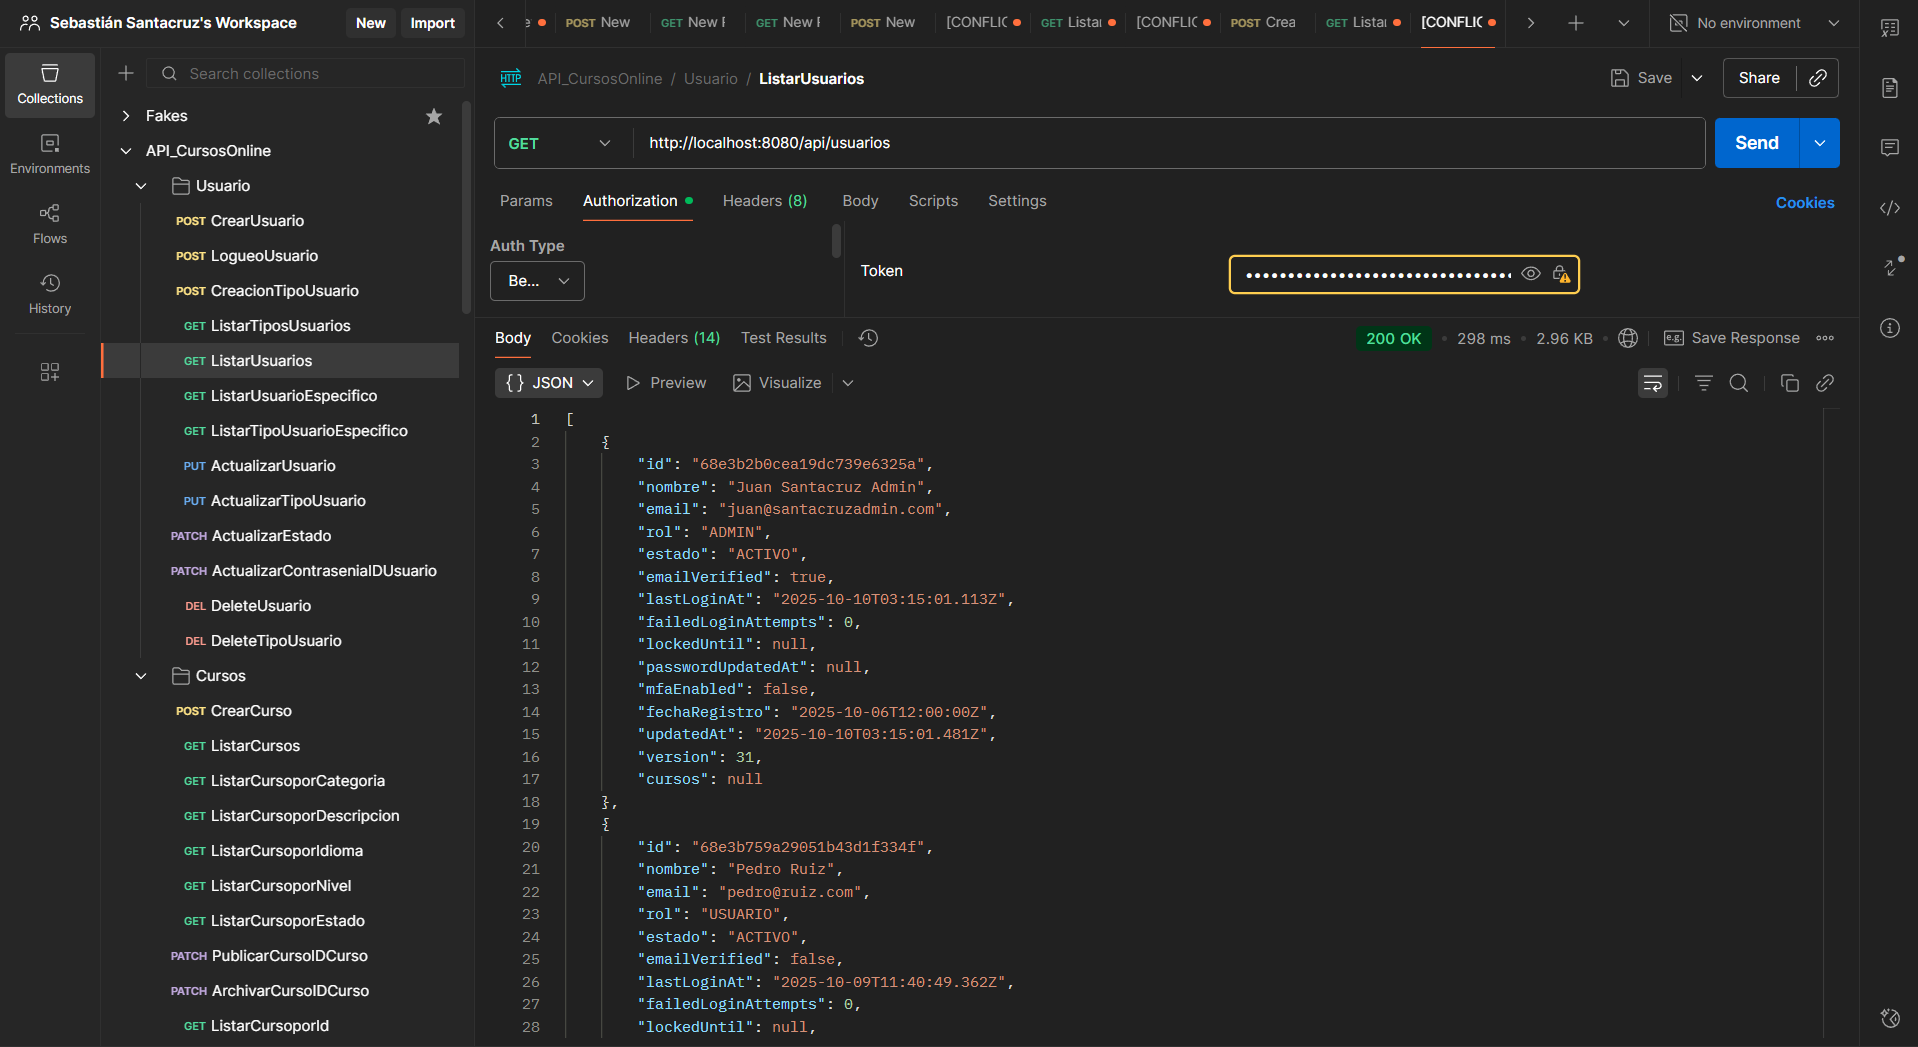 Sebastián Santacruz's Workspace
New
Import
POST New
GET New F
GET New F
POST New
[CONFLIC
GET Lista
[CONFLIC
POST Crea
GET Lista
[CONFLIC
No environment
Collections
Environments
Flows
History
Search collections
Fakes
API_CursosOnline
Usuario
POST CrearUsuario
POST LogueoUsuario
POST CreacionTipoUsuario
GET ListarTiposUsuarios
GET ListarUsuarios
GET ListarUsuarioEspecifico
GET ListarTipoUsuarioEspecifico
PUT ActualizarUsuario
PUT ActualizarTipoUsuario
PATCH ActualizarEstado
PATCH ActualizarContraseniaIDUsuario
DEL DeleteUsuario
DEL DeleteTipoUsuario
Cursos
POST CrearCurso
GET ListarCursos
GET ListarCursoporCategoria
GET ListarCursoporDescripcion
GET ListarCursoporIdioma
GET ListarCursoporNivel
GET ListarCursoporEstado
PATCH PublicarCursoIDCurso
PATCH ArchivarCursoIDCurso
GET ListarCursoporId
HTTP API_CursosOnline / Usuario / ListarUsuarios
Save
Share
GET http://localhost:8080/api/usuarios
Send
Params Authorization Headers (8) Body Scripts Settings
Cookies
Auth Type
Be...
Token
Body Cookies Headers (14) Test Results
200 OK • 298 ms • 2.96 KB
e.g. Save Response
{} JSON
Preview
Visualize
1 [
2 {
3 "id": "68e3b2b0cea19dc739e6325a",
4 "nombre": "Juan Santacruz Admin",
5 "email": "juan@santacruzadmin.com",
6 "rol": "ADMIN",
7 "estado": "ACTIVO",
8 "emailVerified": true,
9 "lastLoginAt": "2025-10-10T03:15:01.113Z",
10 "failedLoginAttempts": 0,
11 "lockedUntil": null,
12 "passwordUpdatedAt": null,
13 "mfaEnabled": false,
14 "fechaRegistro": "2025-10-06T12:00:00Z",
15 "updatedAt": "2025-10-10T03:15:01.481Z",
16 "version": 31,
17 "cursos": null
18 },
19 {
20 "id": "68e3b759a29051b43d1f334f",
21 "nombre": "Pedro Ruiz",
22 "email": "pedro@ruiz.com",
23 "rol": "USUARIO",
24 "estado": "ACTIVO",
25 "emailVerified": false,
26 "lastLoginAt": "2025-10-09T11:40:49.362Z",
27 "failedLoginAttempts": 0,
28 "lockedUntil": null,